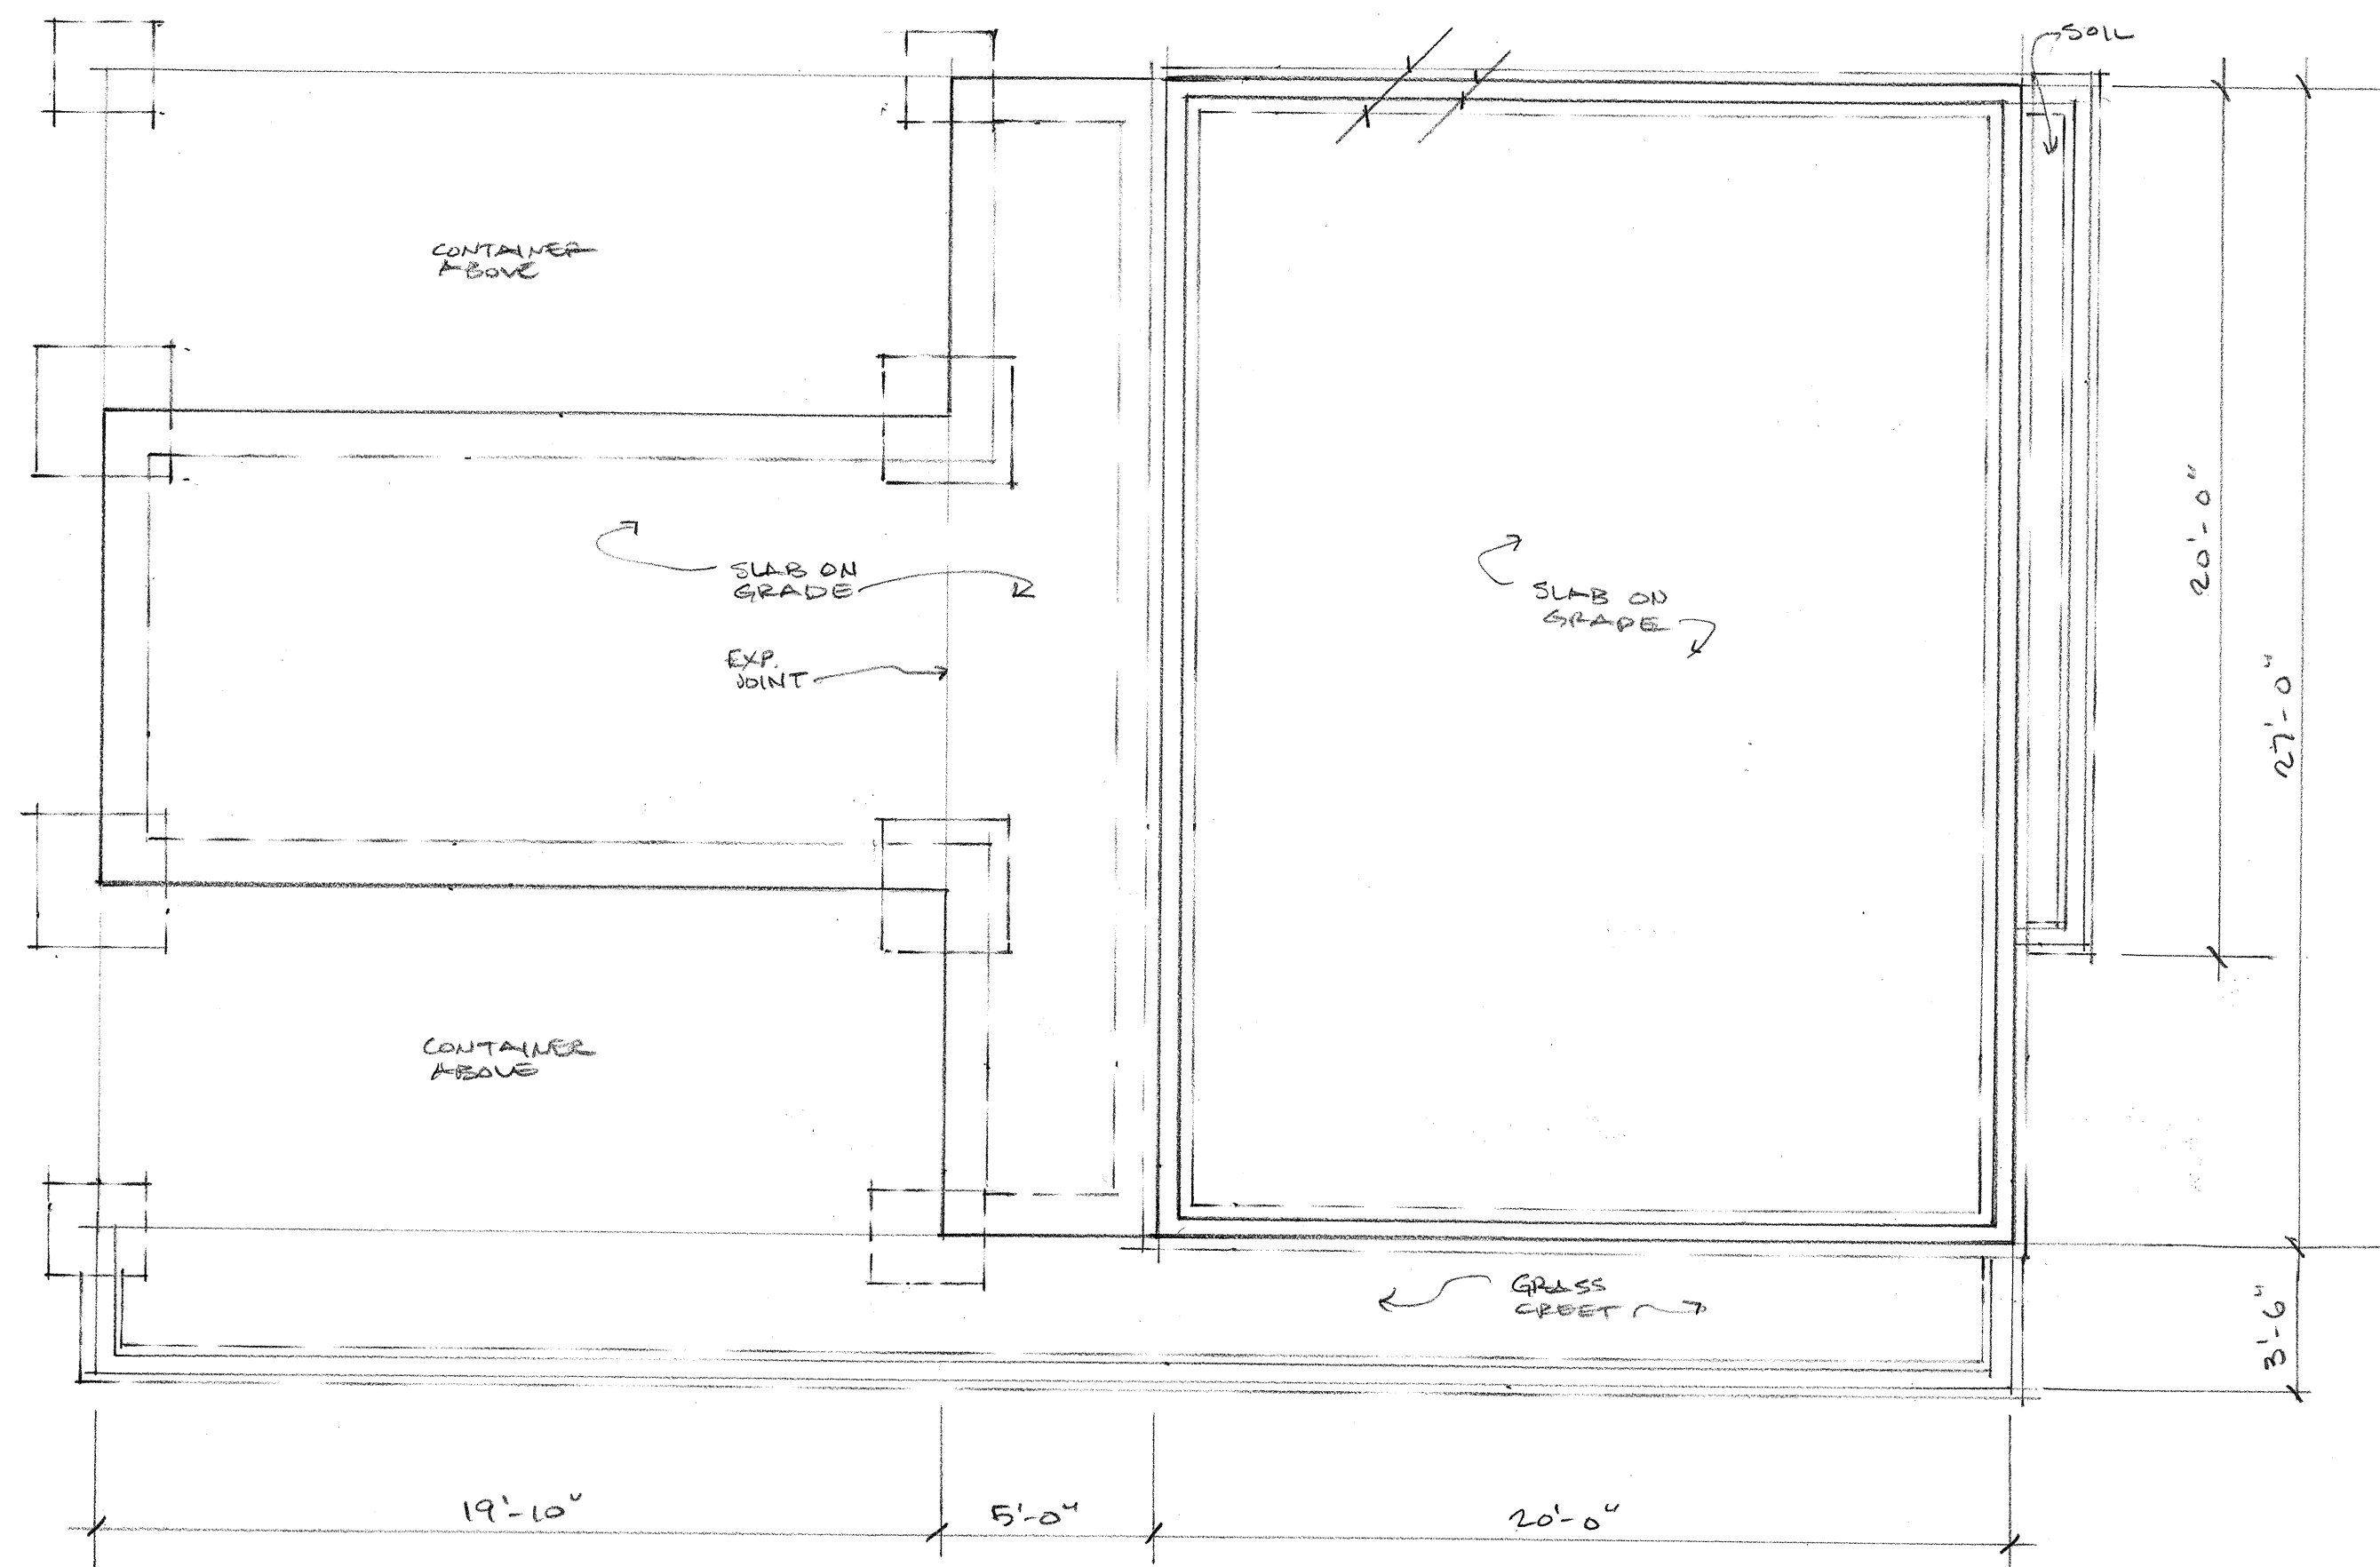 SOIL
CONTAINER
ABOVE
SLAB ON
GRADE
SLAB ON
GRADE
EXP.
JOINT
20'-0"
27'-0"
CONTAINER
ABOVE
GRASS
CREET
3'-6"
19'-10"
5'-0"
20'-0"